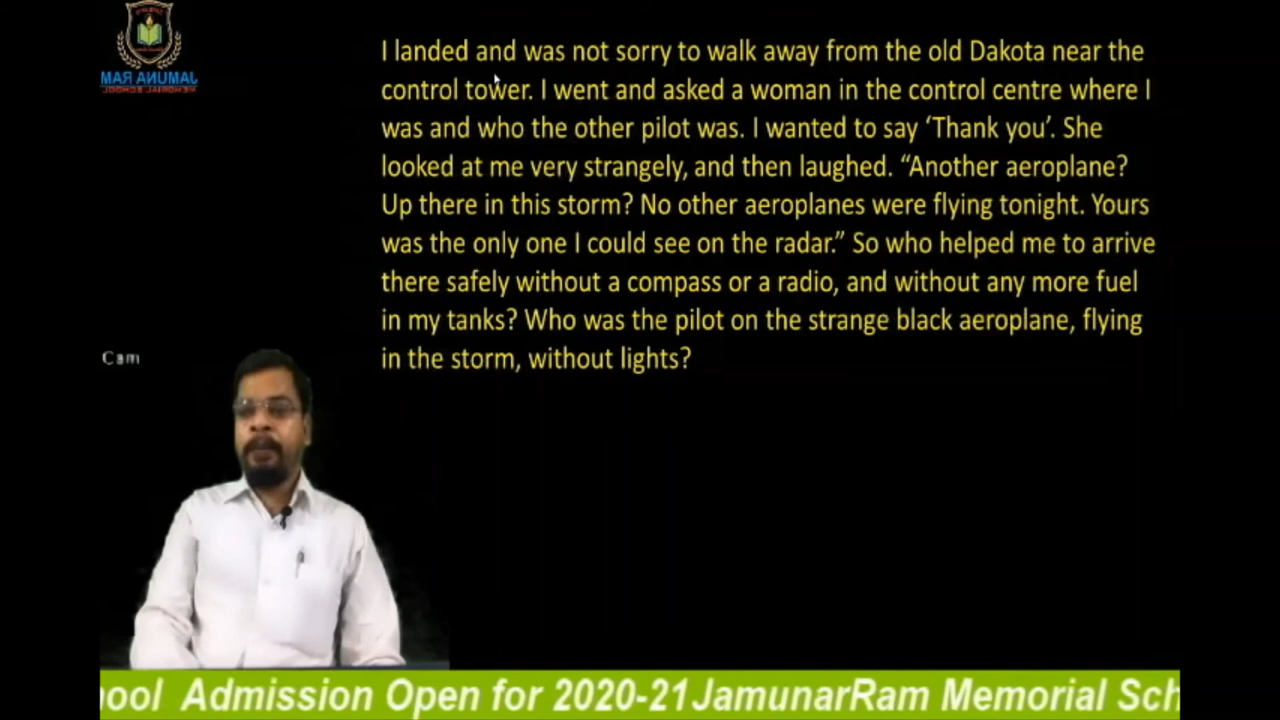 JAMUNA RAM
MEMORIAL SCHOOL
I landed and was not sorry to walk away from the old Dakota near the
control tower. I went and asked a woman in the control centre where I
was and who the other pilot was. I wanted to say ‘Thank you’. She
looked at me very strangely, and then laughed. “Another aeroplane?
Up there in this storm? No other aeroplanes were flying tonight. Yours
was the only one I could see on the radar.” So who helped me to arrive
there safely without a compass or a radio, and without any more fuel
in my tanks? Who was the pilot on the strange black aeroplane, flying
in the storm, without lights?
Cam
hool Admission Open for 2020-21JamunarRam Memorial Sch